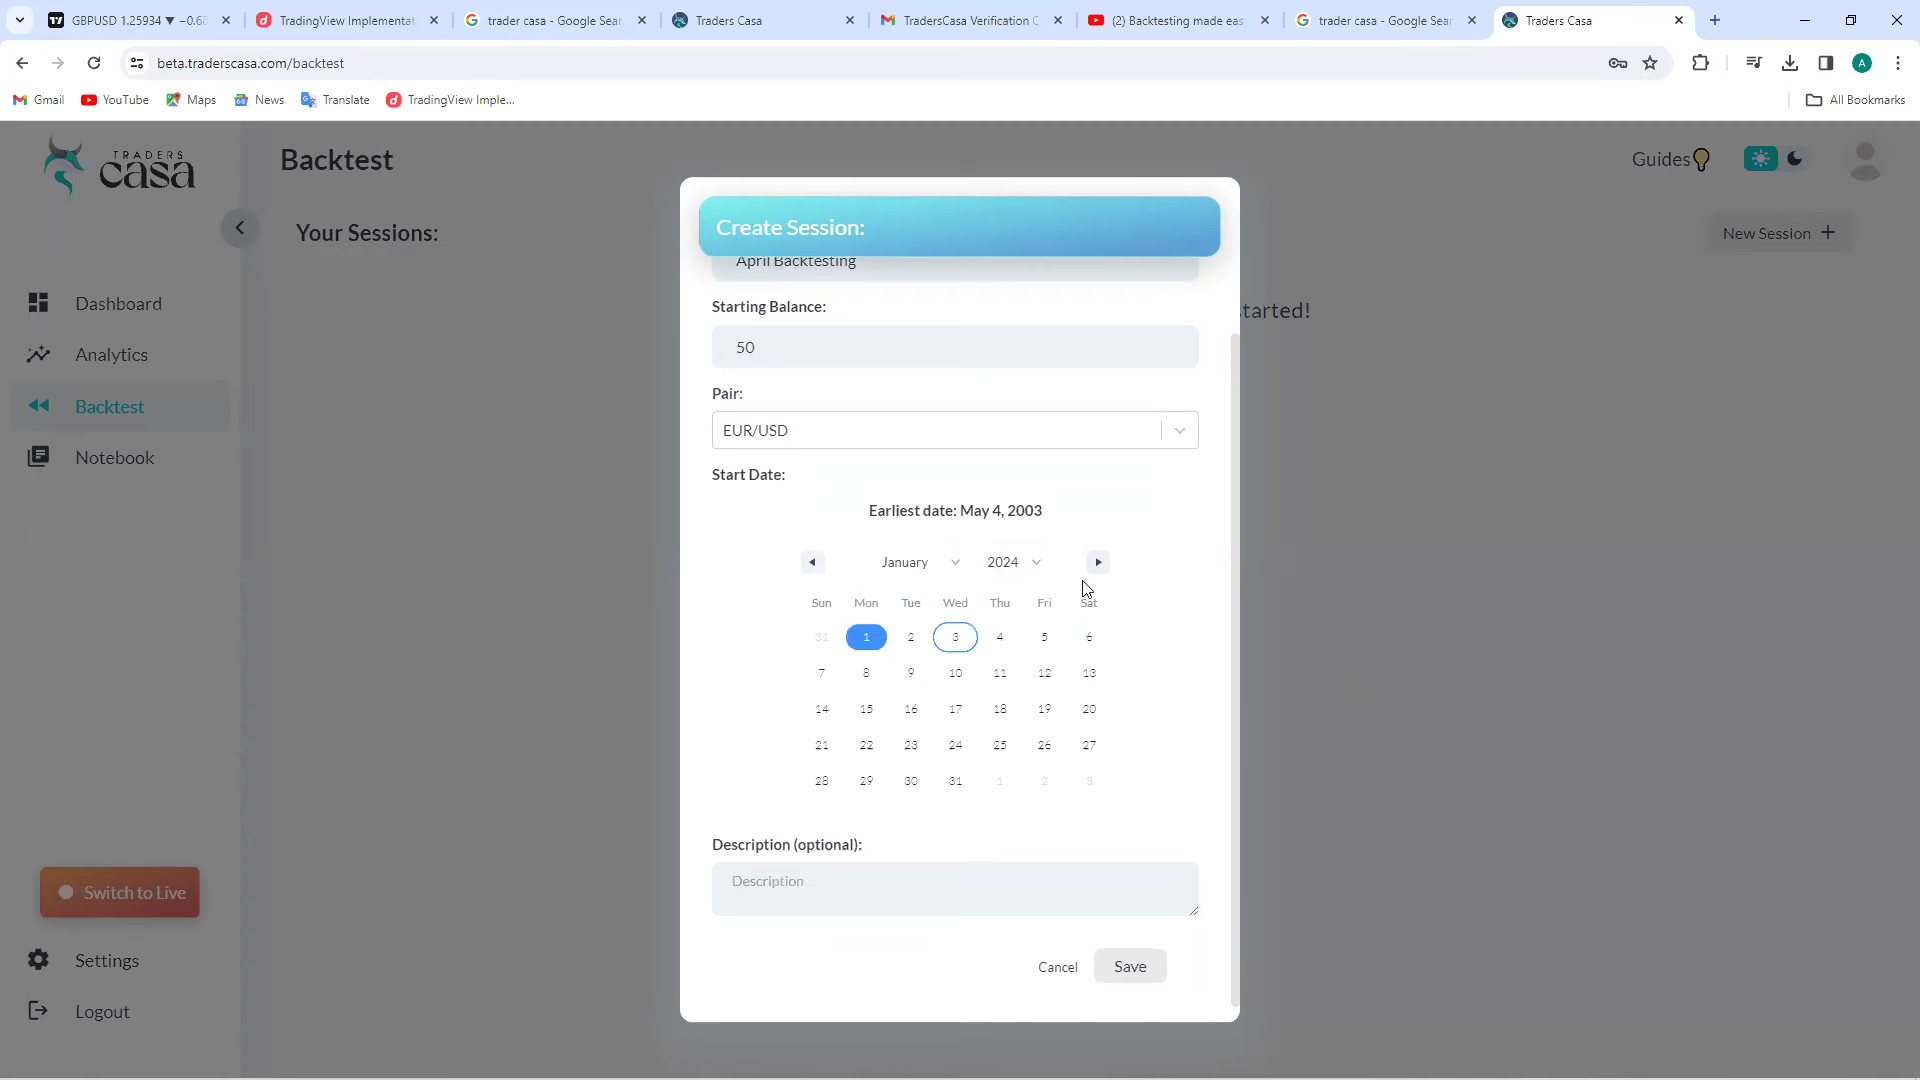 GBPUSD 1.25934 ▼ −0.6
TradingView Implementat
trader casa - Google Sear
Traders Casa
TradersCasa Verification C
(2) Backtesting made eas
trader casa - Google Sear
Traders Casa
beta.traderscasa.com/backtest
A
Gmail
YouTube
Maps
News
Translate
TradingView Imple...
All Bookmarks
TRADERS
casa
Backtest
Guides
Your Sessions:
New Session +
started!
Dashboard
Analytics
Backtest
Notebook
Switch to Live
Settings
Logout
Create Session:
April Backtesting
Starting Balance:
50
Pair:
EUR/USD
Start Date:
Earliest date: May 4, 2003
January 2024
Sun Mon Tue Wed Thu Fri Sat
31 1 2 3 4 5 6
7 8 9 10 11 12 13
14 15 16 17 18 19 20
21 22 23 24 25 26 27
28 29 30 31 1 2 3
Description (optional):
Description
Cancel Save